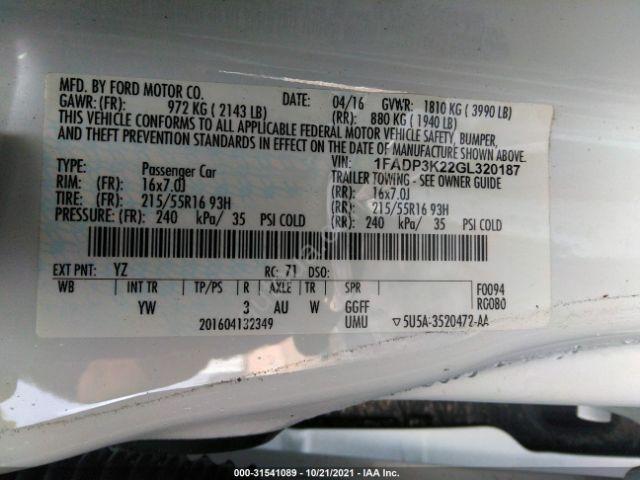 MFD. BY FORD MOTOR CO.
DATE: 04/16 GVWR: 1810 KG ( 3990 LB)
GAWR: (FR): 972 KG ( 2143 LB) (RR): 880 KG ( 1940 LB)
THIS VEHICLE CONFORMS TO ALL APPLICABLE FEDERAL MOTOR VEHICLE SAFETY, BUMPER,
AND THEFT PREVENTION STANDARDS IN EFFECT ON THE DATE OF MANUFACTURE SHOWN ABOVE.
VIN: 1FADP3K22GL320187
TYPE: Passenger Car TRAILER TOWING - SEE OWNER GUIDE
RIM: (FR) 16x7.0J (RR) 16x7.0J
TIRE: (FR) 215/55R16 93H (RR) 215/55R16 93H
PRESSURE: (FR) 240 kPa/ 35 PSI COLD (RR) 240 kPa/ 35 PSI COLD
EXT PNT: YZ RC: 71 DSO:
WB INT TR TP/PS R AXLE TR SPR F0094
YW 3 AU W GGFF RG080
201604132349 UMU ▽5U5A-3520472-AA
000-31541089 - 10/21/2021 - IAA Inc.